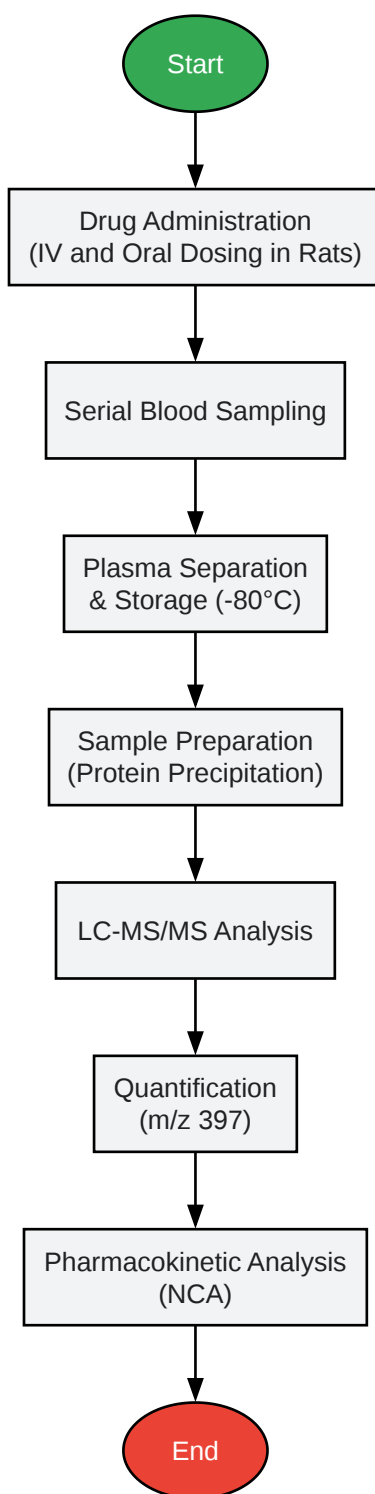 Start
Drug Administration
(IV and Oral Dosing in Rats)
Serial Blood Sampling
Plasma Separation
& Storage (-80°C)
Sample Preparation
(Protein Precipitation)
LC-MS/MS Analysis
Quantification
(m/z 397)
Pharmacokinetic Analysis
(NCA)
End